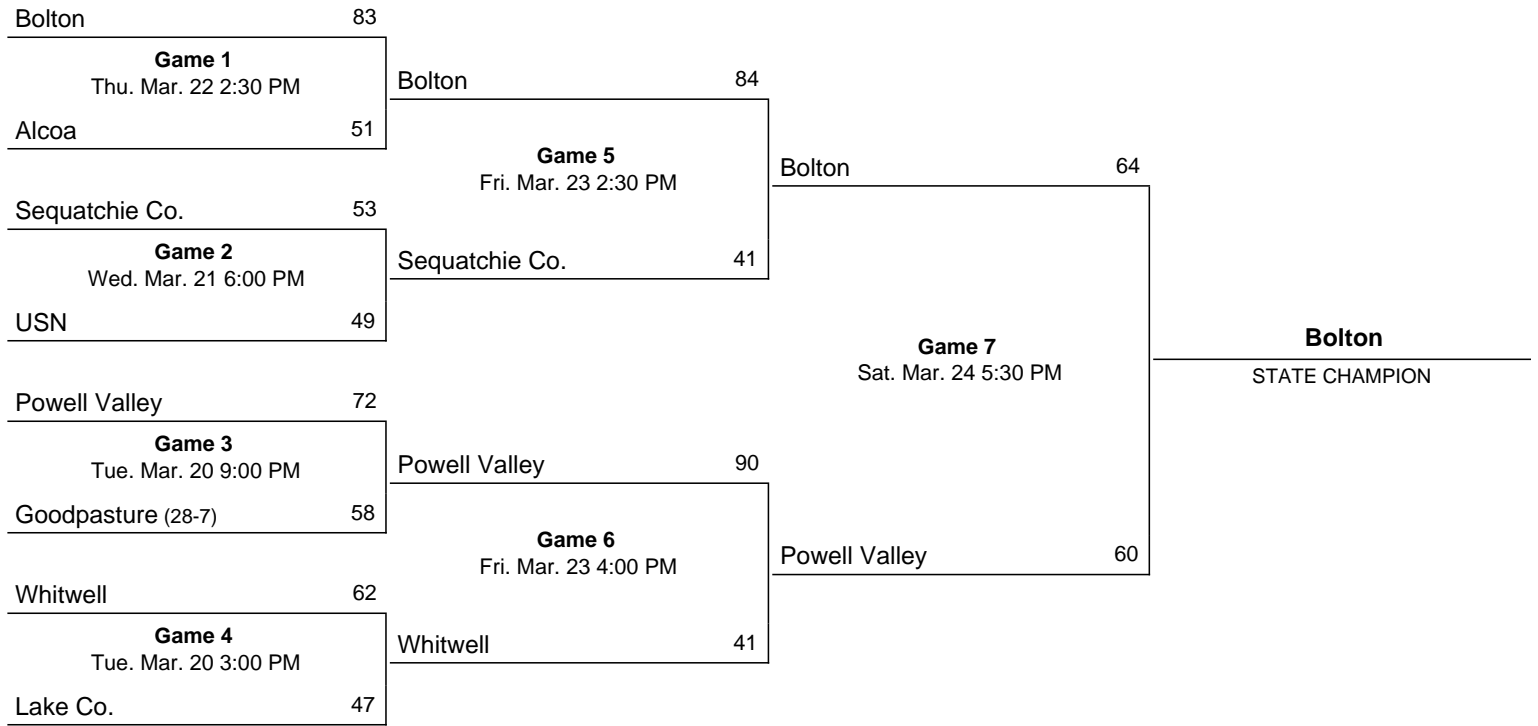 Bolton 83
Game 1
Thu. Mar. 22 2:30 PM
Alcoa 51
Sequatchie Co. 53
Game 2
Wed. Mar. 21 6:00 PM
USN 49
Powell Valley 72
Game 3
Tue. Mar. 20 9:00 PM
Goodpasture (28-7) 58
Whitwell 62
Game 4
Tue. Mar. 20 3:00 PM
Lake Co. 47
Bolton 84
Game 5
Fri. Mar. 23 2:30 PM
Sequatchie Co. 41
Powell Valley 90
Game 6
Fri. Mar. 23 4:00 PM
Whitwell 41
Bolton 64
Game 7
Sat. Mar. 24 5:30 PM
Powell Valley 60
Bolton
STATE CHAMPION